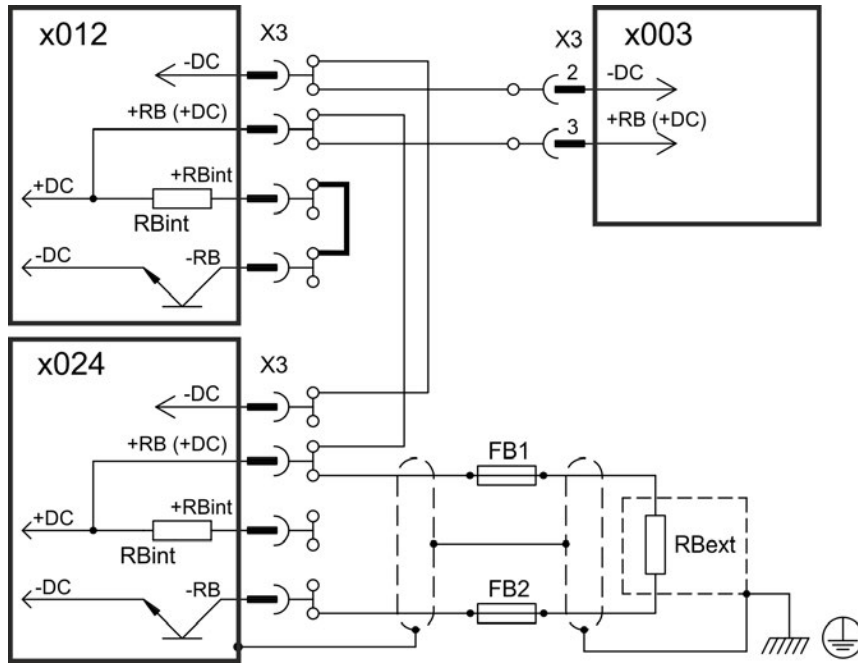 x012
X3
-DC
+RB (+DC)
+DC
+RBint
RBint
-DC
-RB
X3
x003
2
-DC
3
+RB (+DC)
x024
X3
-DC
+RB (+DC)
+DC
+RBint
RBint
-DC
-RB
FB1
RBext
FB2